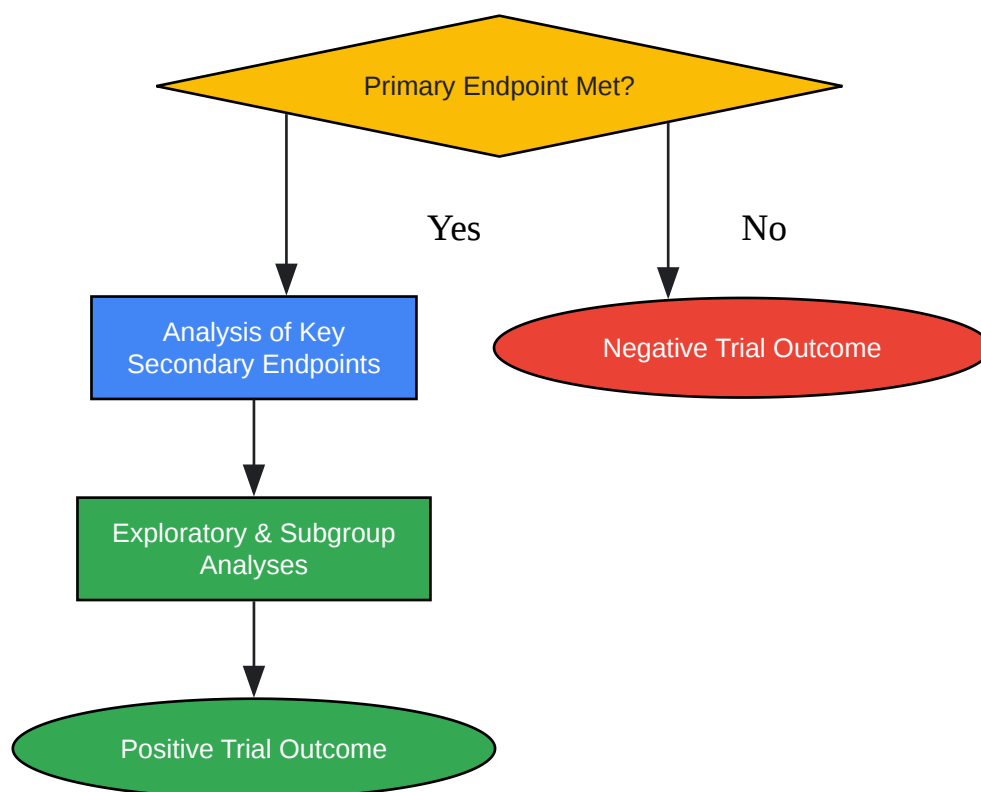 Primary Endpoint Met?
Yes
No
Analysis of Key
Secondary Endpoints
Negative Trial Outcome
Exploratory & Subgroup
Analyses
Positive Trial Outcome